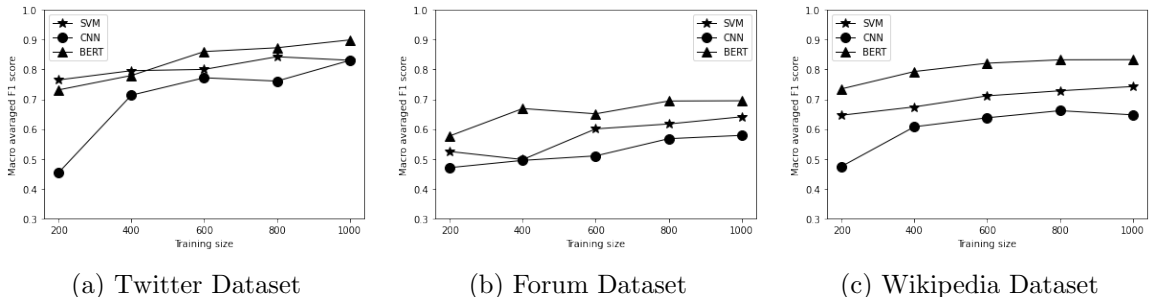 1.0
0.9
0.8
0.7
0.6
0.5
0.4
0.3
Macro avaraged F1 score
SVM
CNN
BERT
200 400 600 800 1000
Training size
(a) Twitter Dataset
1.0
0.9
0.8
0.7
0.6
0.5
0.4
0.3
Macro avaraged F1 score
SVM
CNN
BERT
200 400 600 800 1000
Training size
(b) Forum Dataset
1.0
0.9
0.8
0.7
0.6
0.5
0.4
0.3
Macro avaraged F1 score
SVM
CNN
BERT
200 400 600 800 1000
Training size
(c) Wikipedia Dataset